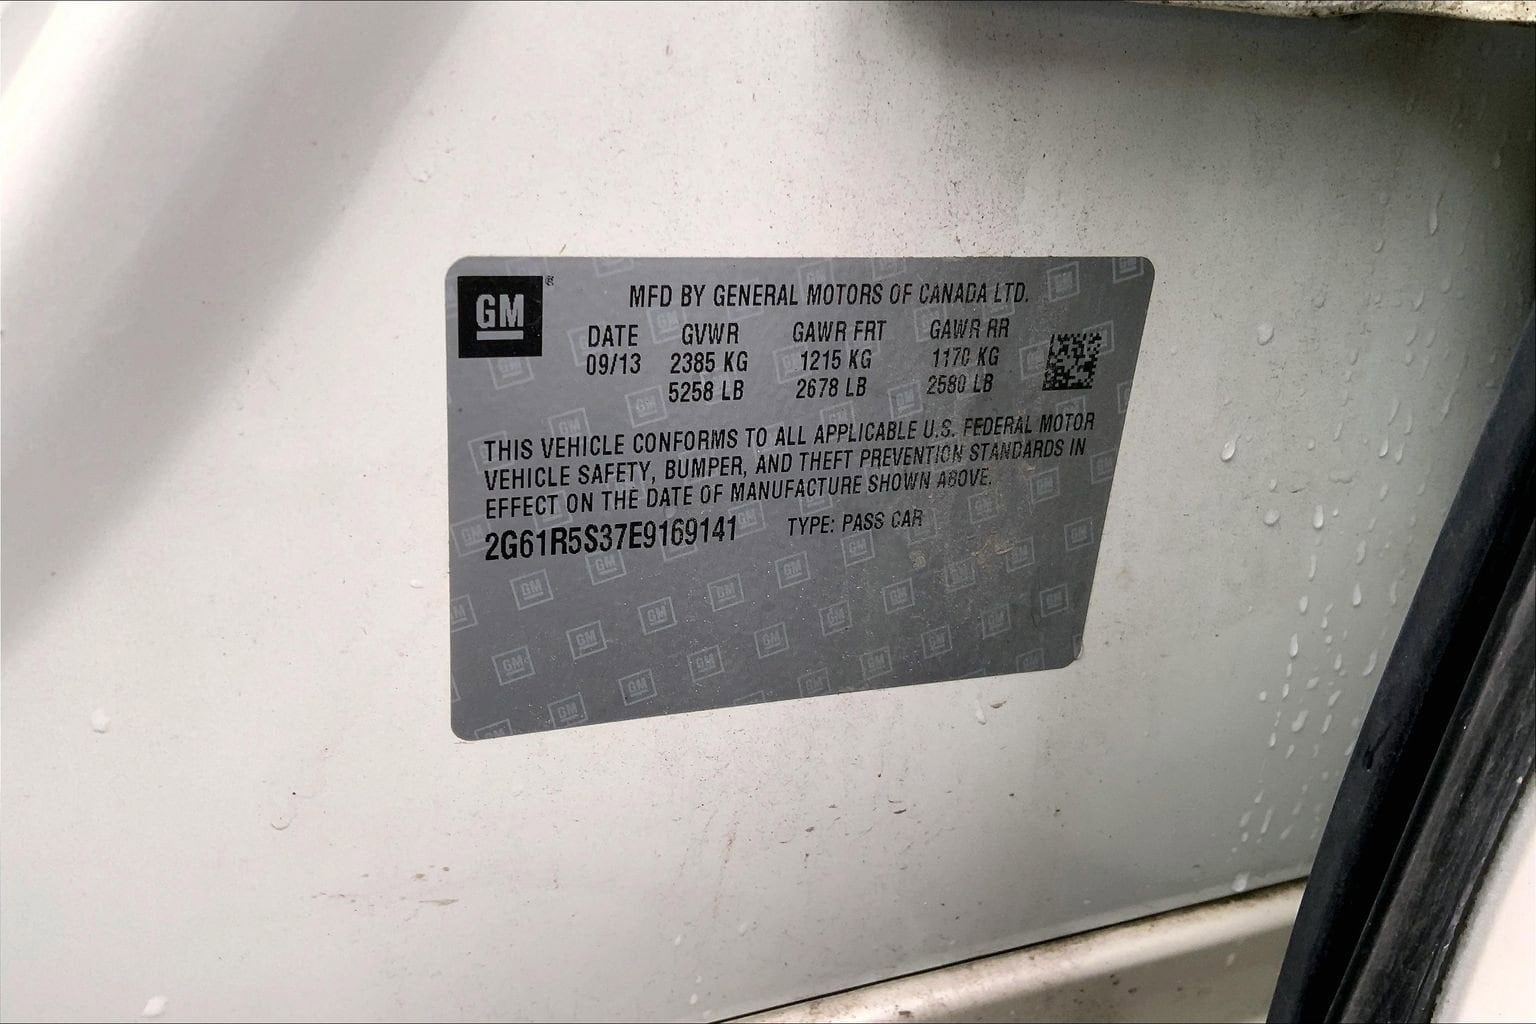 GM®
MFD BY GENERAL MOTORS OF CANADA LTD.
DATE GVWR GAWR FRT GAWR RR
09/13 2385 KG 1215 KG 1170 KG
5258 LB 2678 LB 2580 LB
THIS VEHICLE CONFORMS TO ALL APPLICABLE U.S. FEDERAL MOTOR
VEHICLE SAFETY, BUMPER, AND THEFT PREVENTION STANDARDS IN
EFFECT ON THE DATE OF MANUFACTURE SHOWN ABOVE.
2G61R5S37E9169141 TYPE: PASS CAR